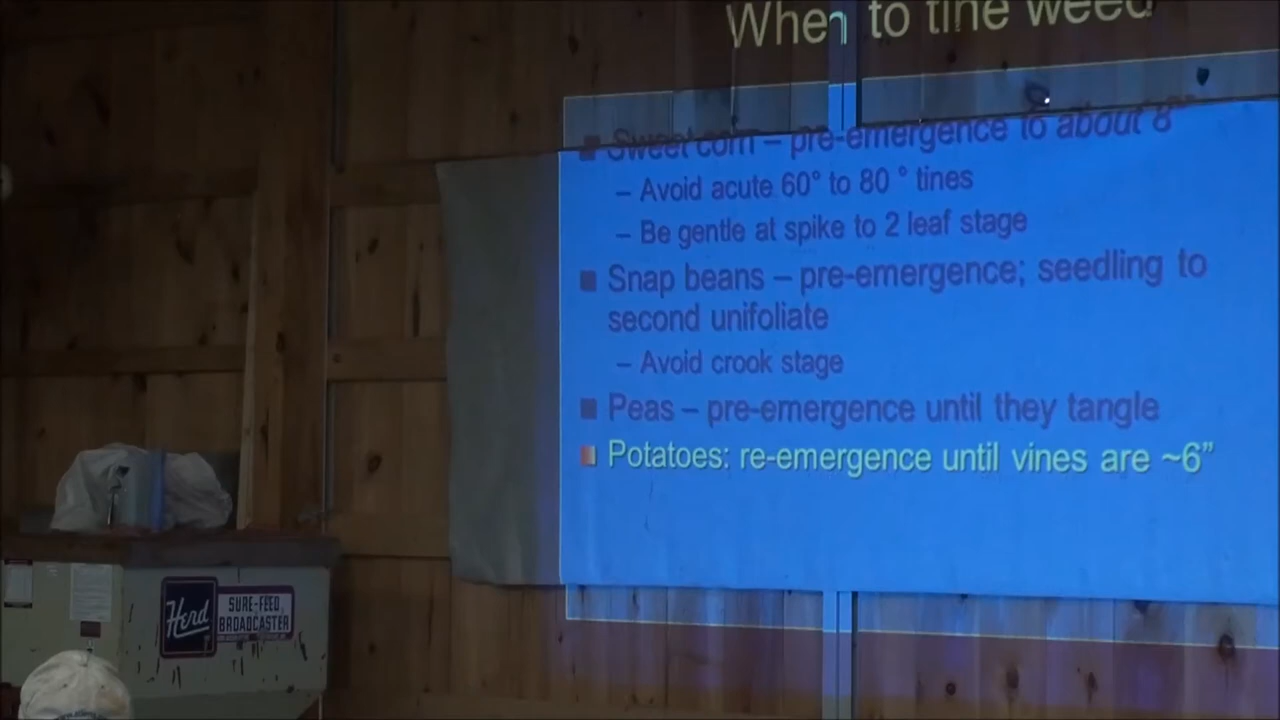 When to tine weed
■ Sweet corn – pre-emergence to about 8"
– Avoid acute 60° to 80 ° tines
– Be gentle at spike to 2 leaf stage
■ Snap beans – pre-emergence; seedling to
second unifoliate
– Avoid crook stage
■ Peas – pre-emergence until they tangle
■ Potatoes: re-emergence until vines are ~6”
Herd
SURE-FEED
BROADCASTER